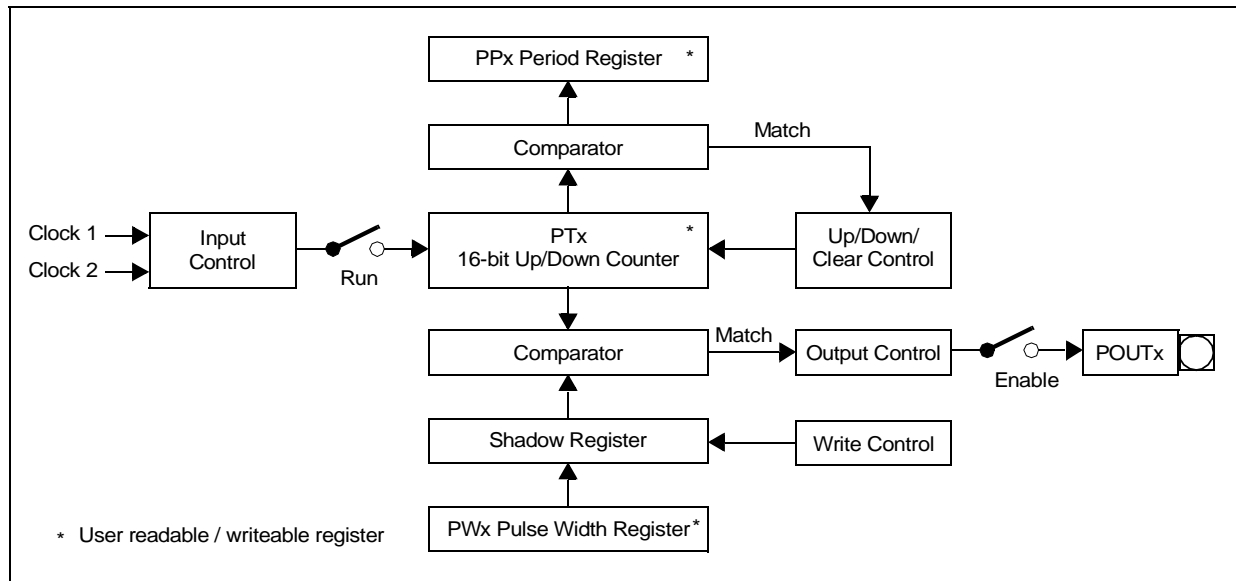 PPx Period Register *
Comparator
Match
Clock 1
Clock 2
Input
Control
Run
PTx *
16-bit Up/Down Counter
Up/Down/
Clear Control
Comparator
Match
Output Control
Enable
POUTx
Shadow Register
Write Control
PWx Pulse Width Register *
* User readable / writeable register